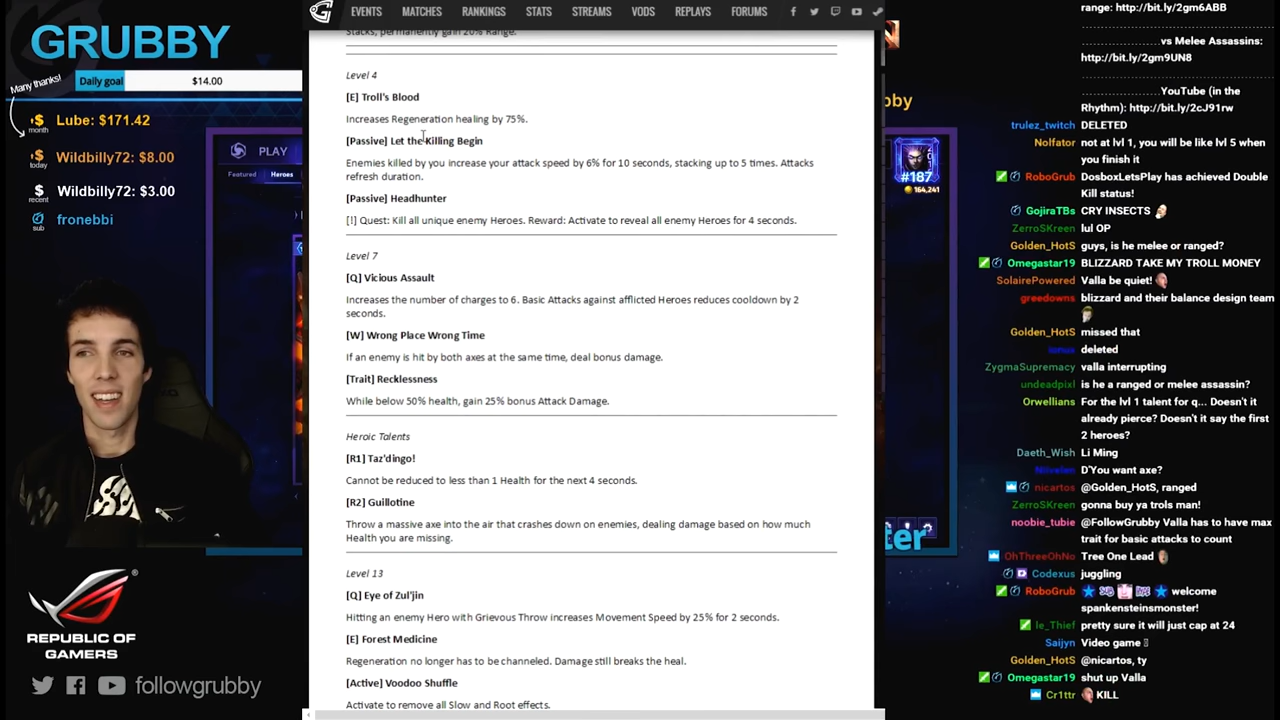 GRUBBY
Many thanks!
Daily goal
$14.00
$
month
Lube: $171.42
$
today
Wildbilly72: $8.00
$
recent
Wildbilly72: $3.00
sub
fronebbi
PLAY
Featured
Heroes
REPUBLIC OF
GAMERS
®
followgrubby
EVENTS
MATCHES
RANKINGS
STATS
STREAMS
VODS
REPLAYS
FORUMS
Stacks, permanently gain 20% Range.
Level 4
[E] Troll's Blood
Increases Regeneration healing by 75%.
[Passive] Let the Killing Begin
Enemies killed by you increase your attack speed by 6% for 10 seconds, stacking up to 5 times. Attacks
refresh duration.
[Passive] Headhunter
[!] Quest: Kill all unique enemy Heroes. Reward: Activate to reveal all enemy Heroes for 4 seconds.
Level 7
[Q] Vicious Assault
Increases the number of charges to 6. Basic Attacks against afflicted Heroes reduces cooldown by 2
seconds.
[W] Wrong Place Wrong Time
If an enemy is hit by both axes at the same time, deal bonus damage.
[Trait] Recklessness
While below 50% health, gain 25% bonus Attack Damage.
Heroic Talents
[R1] Taz'dingo!
Cannot be reduced to less than 1 Health for the next 4 seconds.
[R2] Guillotine
Throw a massive axe into the air that crashes down on enemies, dealing damage based on how much
Health you are missing.
Level 13
[Q] Eye of Zul'jin
Hitting an enemy Hero with Grievous Throw increases Movement Speed by 25% for 2 seconds.
[E] Forest Medicine
Regeneration no longer has to be channeled. Damage still breaks the heal.
[Active] Voodoo Shuffle
Activate to remove all Slow and Root effects.
bby
#187
164,241
ter
range: http://bit.ly/2gm6ABB
.......................vs Melee Assassins:
http://bit.ly/2gm9UN8
.......................YouTube (in the
Rhythm): http://bit.ly/2cJ91rw
trulez_twitch DELETED
Nolfator not at lvl 1, you will be like lvl 5 when
you finish it
RoboGrub DosboxLetsPlay has achieved Double
Kill status!
GojiraTBs CRY INSECTS
ZerroSKreen lul OP
Golden_HotS guys, is he melee or ranged?
Omegastar19 BLIZZARD TAKE MY TROLL MONEY
SolairePowered Valla be quiet!
greedowns blizzard and their balance design team
Golden_HotS missed that
deleted
ZygmaSupremacy valla interrupting
undeadpixl is he a ranged or melee assassin?
Orwellians For the lvl 1 talent for q... Doesn't it
already pierce? Doesn't it say the first
2 heroes?
Daeth_Wish Li Ming
D'You want axe?
nicartos @Golden_HotS, ranged
ZerroSKreen gonna buy ya trols man!
noobie_tubie @FollowGrubby Valla has to have max
trait for basic attacks to count
OhThreeOhNo Tree One Lead
Codexus juggling
RoboGrub welcome
spankensteinsmonster!
le_Thief pretty sure it will just cap at 24
Saijyn Video game
Golden_HotS @nicartos, ty
Omegastar19 shut up Valla
Cr1ttr KILL